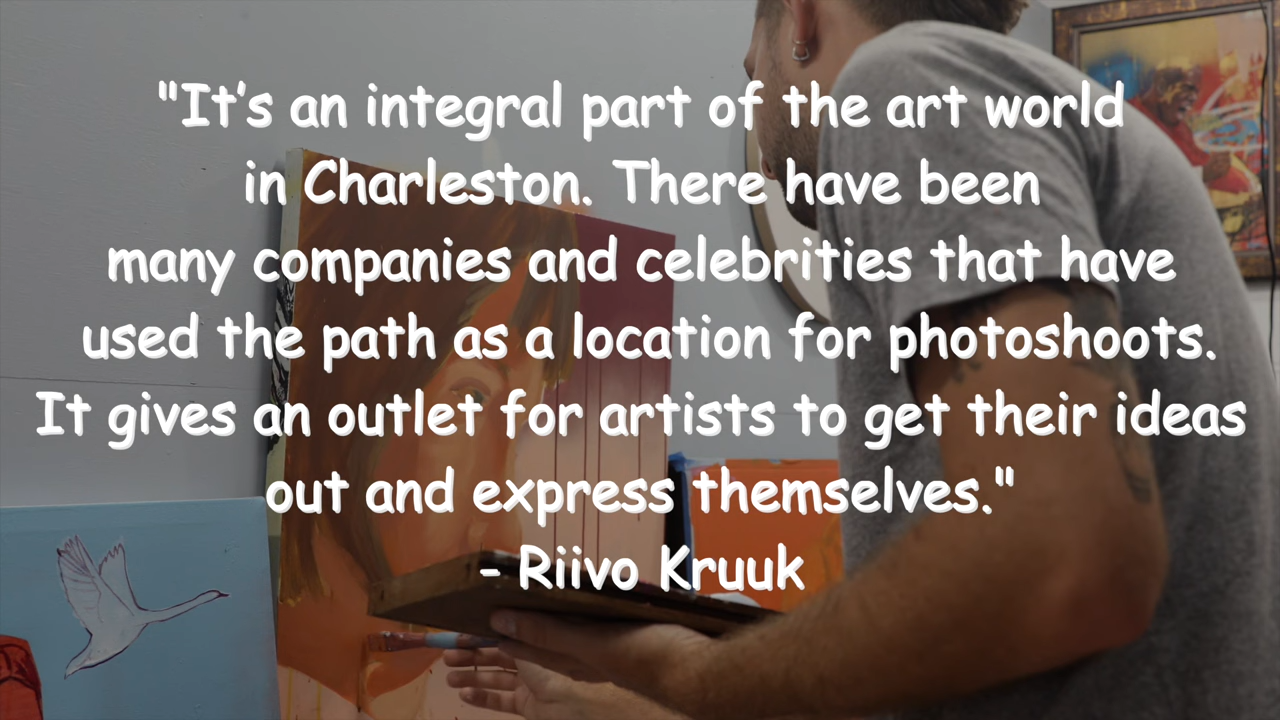 "It’s an integral part of the art world
in Charleston. There have been
many companies and celebrities that have
used the path as a location for photoshoots.
It gives an outlet for artists to get their ideas
out and express themselves."
- Riivo Kruuk